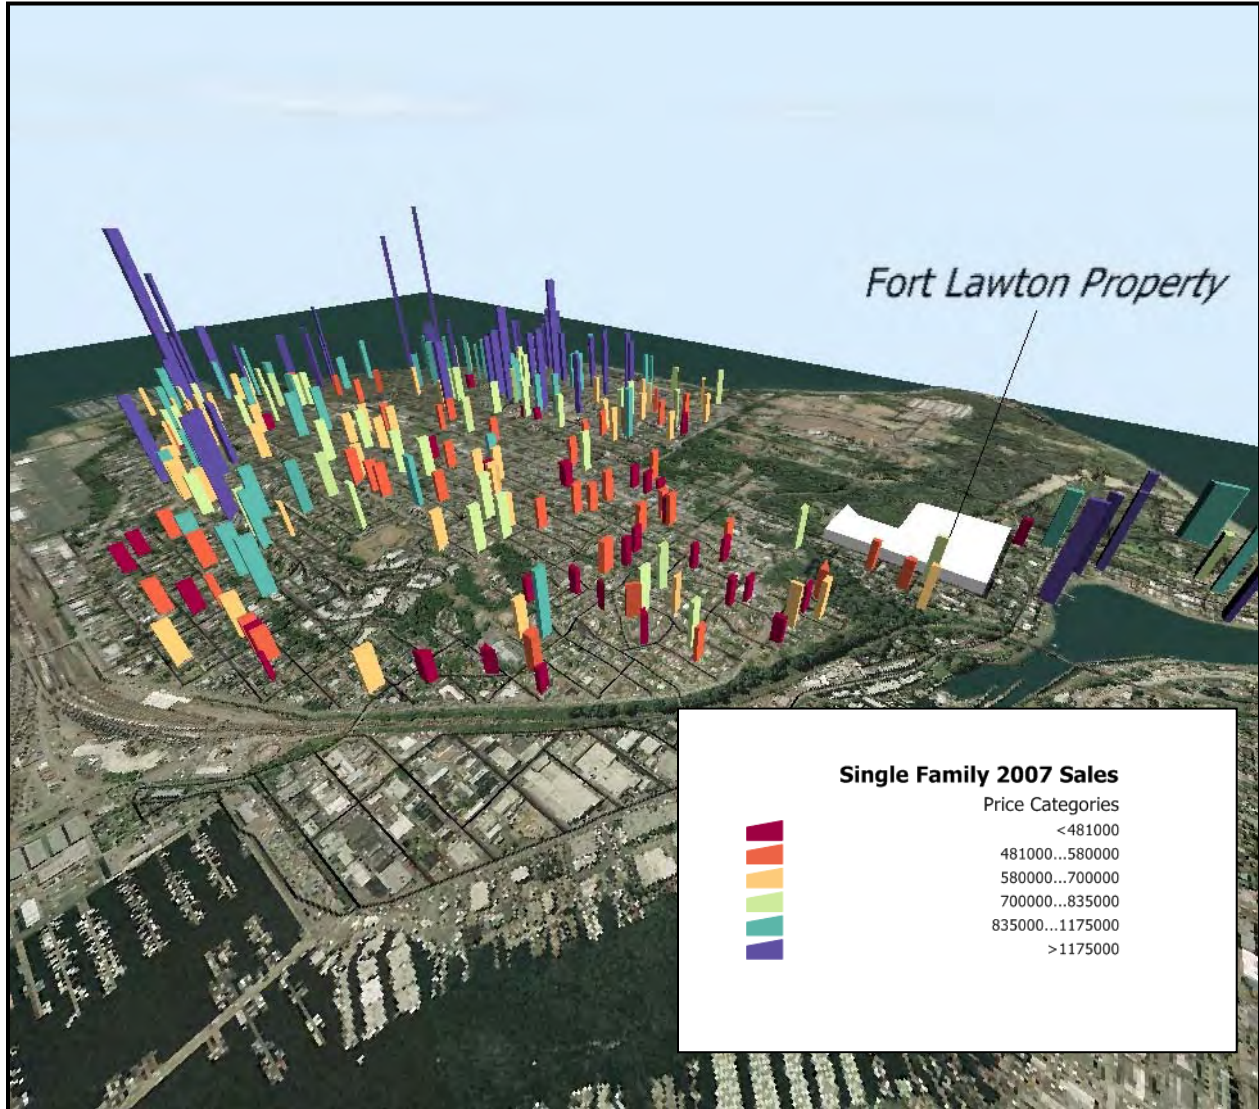 Fort Lawton Property
Single Family 2007 Sales
Price Categories
<481000
481000...580000
580000...700000
700000...835000
835000...1175000
>1175000